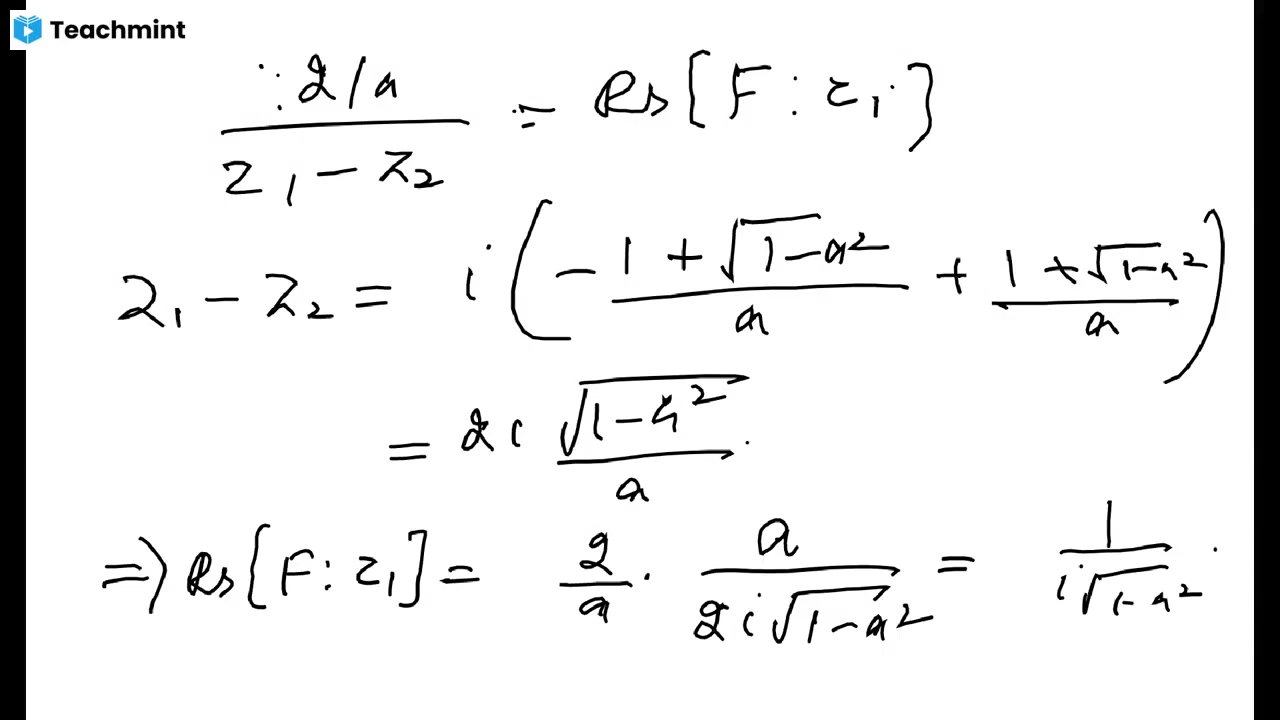 Teachmint
∴ 2/a / (z₁ - z₂) = Rs[F : z₁]
z₁ - z₂ = i ( - (1 + √(1-a²))/a + (1 + √(1-a²))/a )
= 2i √(1-a²)/a .
⇒ Rs[F : z₁] = 2/a · a/(2i√(1-a²)) = 1/(i√(1-a²)) .